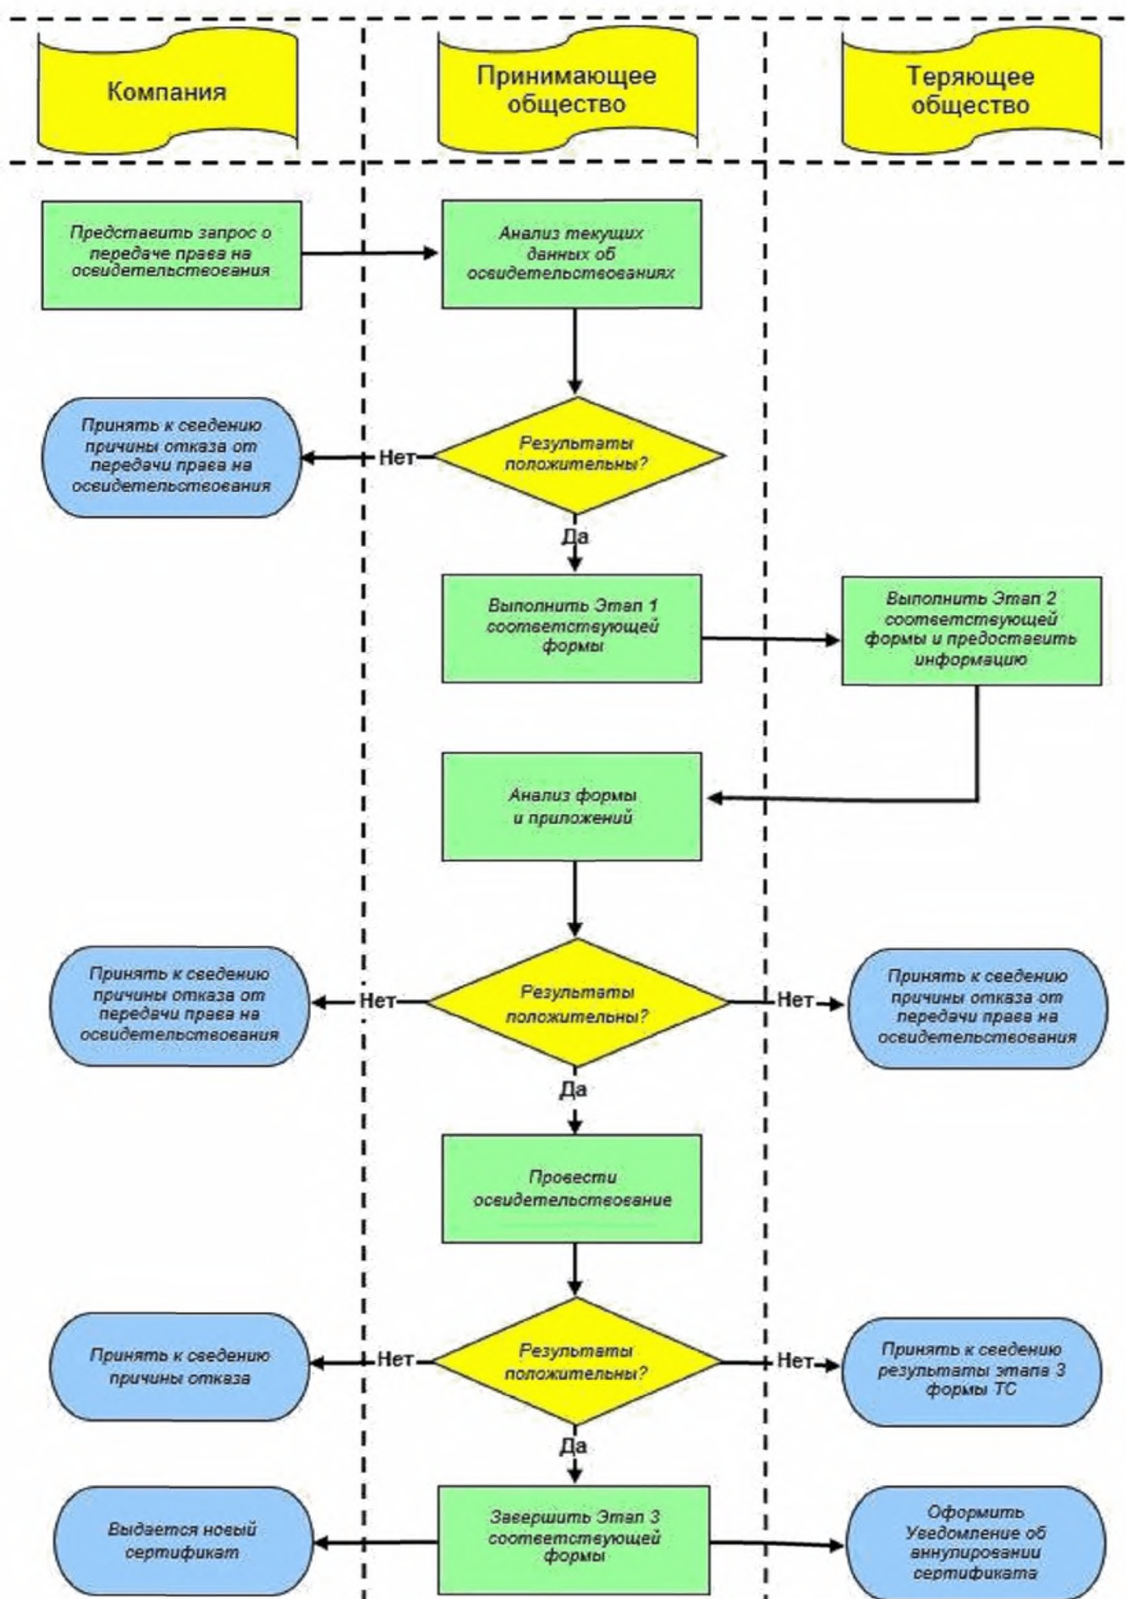 Компания
Принимающее
общество
Теряющее
общество
Представить запрос о
передаче права на
освидетельствования
Анализ текущих
данных об
освидетельствованиях
Принять к сведению
причины отказа от
передачи права на
освидетельствования
Нет
Результаты
положительны?
Да
Выполнить Этап 1
соответствующей
формы
Выполнить Этап 2
соответствующей
формы и предоставить
информацию
Анализ формы
и приложений
Принять к сведению
причины отказа от
передачи права на
освидетельствования
Нет
Результаты
положительны?
Нет
Принять к сведению
причины отказа от
передачи права на
освидетельствования
Да
Провести
освидетельствование
Принять к сведению
причины отказа
Нет
Результаты
положительны?
Нет
Принять к сведению
результаты этапа 3
формы ТС
Да
Выдается новый
сертификат
Завершить Этап 3
соответствующей
формы
Оформить
Уведомление об
аннулировании
сертификата